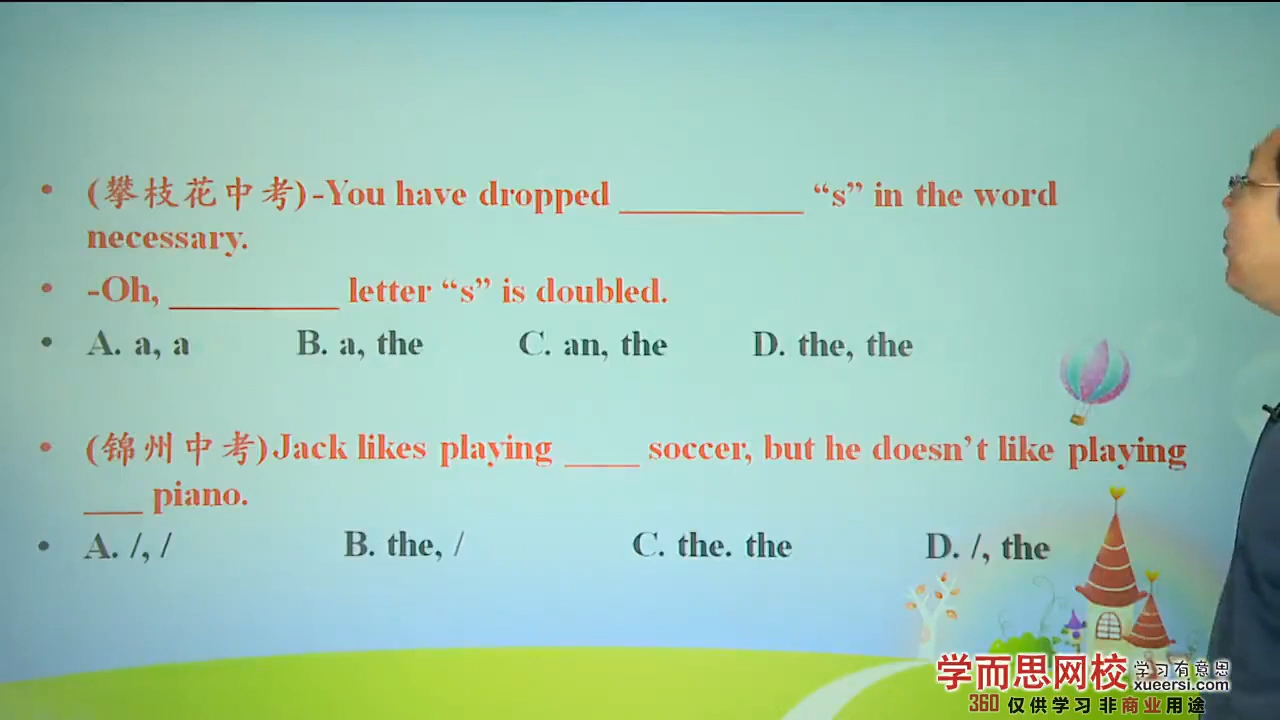 (攀枝花中考)-You have dropped __________ “s” in the word
necessary.
-Oh, _________ letter “s” is doubled.
A. a, a B. a, the C. an, the D. the, the
(锦州中考)Jack likes playing ____ soccer, but he doesn’t like playing
___ piano.
A. /, / B. the, / C. the. the D. /, the
学而思网校 学习有意思
xueersi.com
360 仅供学习 非商业用途